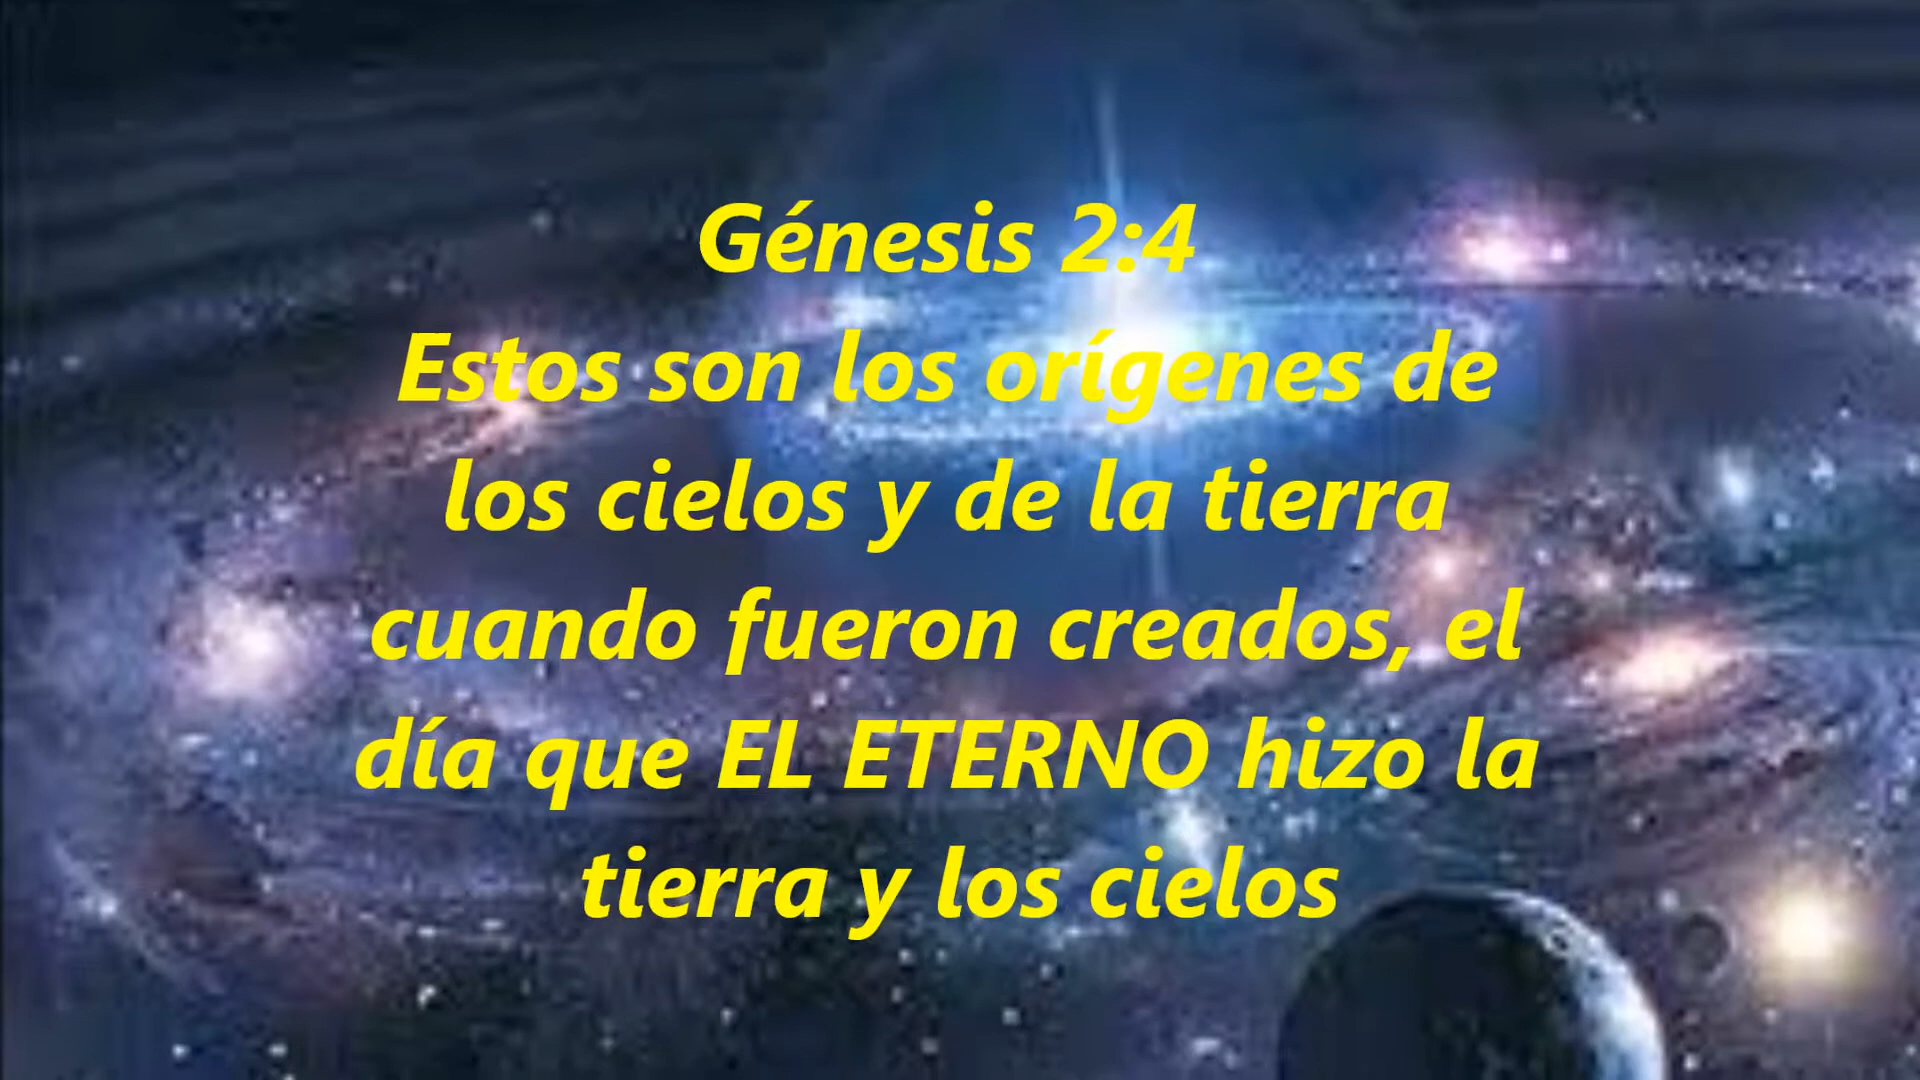 Génesis 2:4
Estos son los orígenes de
los cielos y de la tierra
cuando fueron creados, el
día que EL ETERNO hizo la
tierra y los cielos